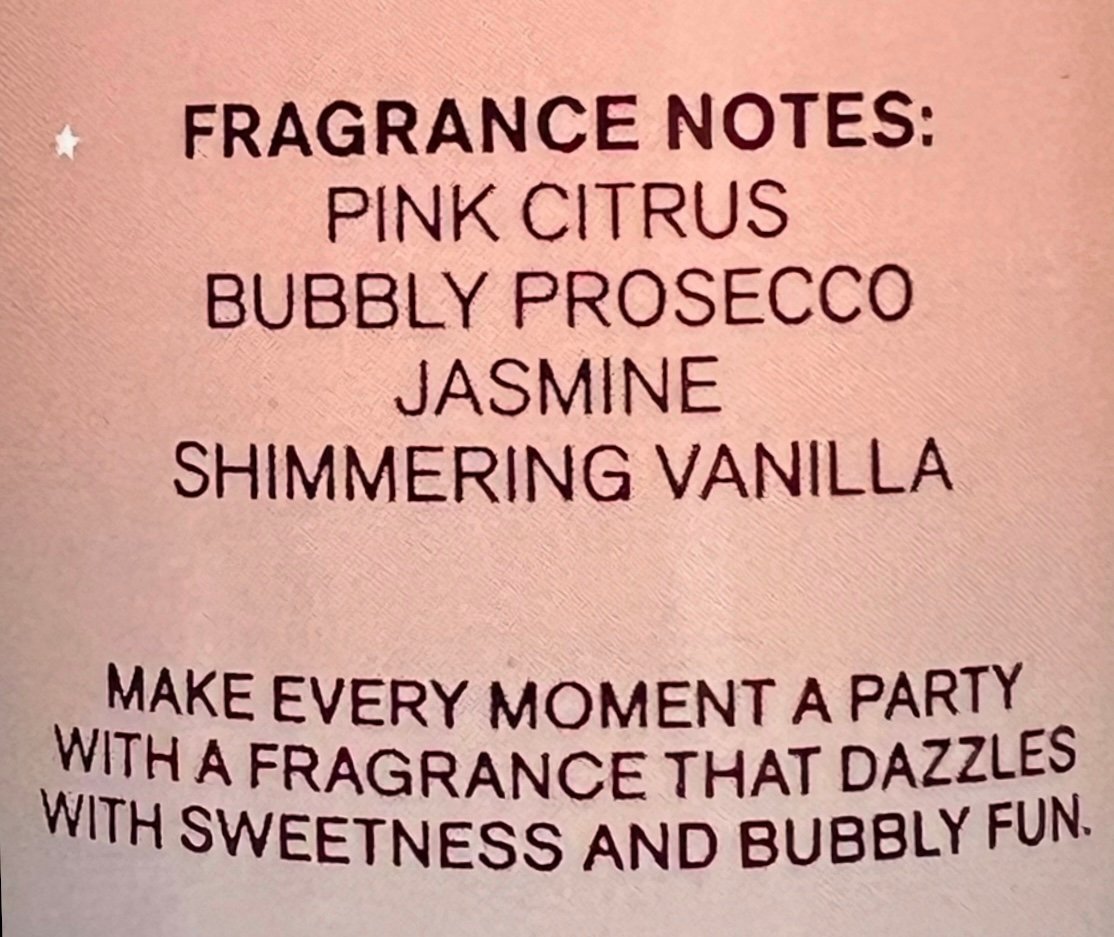 FRAGRANCE NOTES:
PINK CITRUS
BUBBLY PROSECCO
JASMINE
SHIMMERING VANILLA
MAKE EVERY MOMENT A PARTY
WITH A FRAGRANCE THAT DAZZLES
WITH SWEETNESS AND BUBBLY FUN.